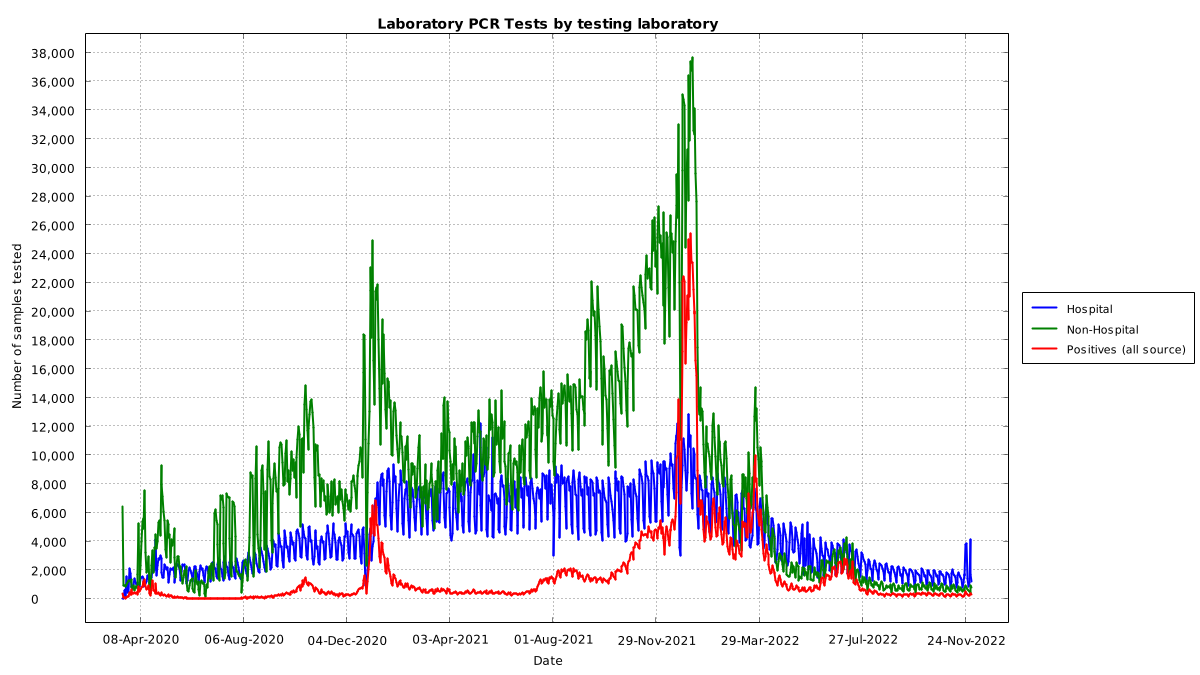 Laboratory PCR Tests by testing laboratory
Number of samples tested
38,000
36,000
34,000
32,000
30,000
28,000
26,000
24,000
22,000
20,000
18,000
16,000
14,000
12,000
10,000
8,000
6,000
4,000
2,000
0
08-Apr-2020 06-Aug-2020 04-Dec-2020 03-Apr-2021 01-Aug-2021 29-Nov-2021 29-Mar-2022 27-Jul-2022 24-Nov-2022
Date
Hospital
Non-Hospital
Positives (all source)